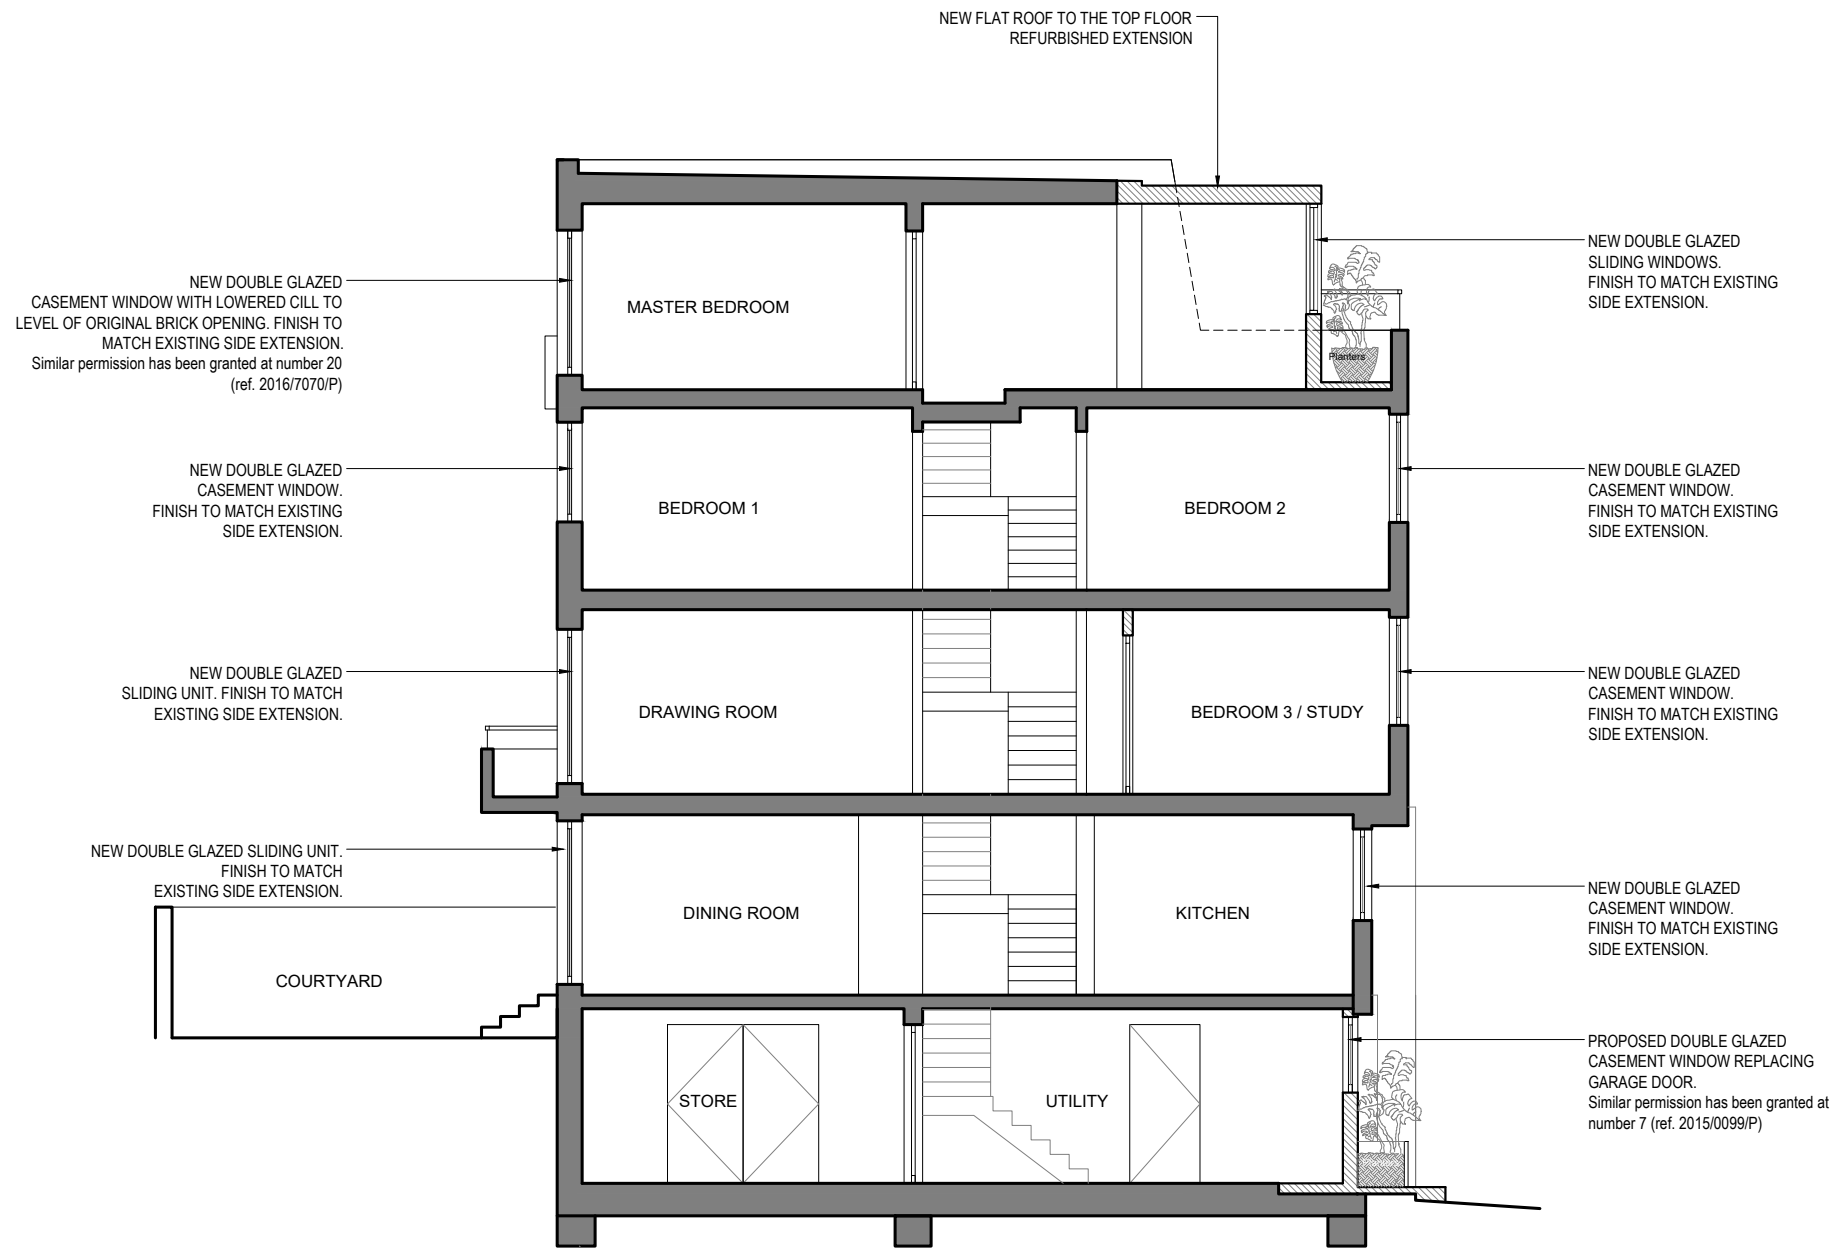 NEW FLAT ROOF TO THE TOP FLOOR
REFURBISHED EXTENSION
NEW DOUBLE GLAZED
CASEMENT WINDOW WITH LOWERED CILL TO
LEVEL OF ORIGINAL BRICK OPENING. FINISH TO
MATCH EXISTING SIDE EXTENSION.
Similar permission has been granted at number 20
(ref. 2016/7070/P)
MASTER BEDROOM
NEW DOUBLE GLAZED
SLIDING WINDOWS.
FINISH TO MATCH EXISTING
SIDE EXTENSION.
Planters
NEW DOUBLE GLAZED
CASEMENT WINDOW.
FINISH TO MATCH EXISTING
SIDE EXTENSION.
BEDROOM 1
BEDROOM 2
NEW DOUBLE GLAZED
CASEMENT WINDOW.
FINISH TO MATCH EXISTING
SIDE EXTENSION.
NEW DOUBLE GLAZED
SLIDING UNIT. FINISH TO MATCH
EXISTING SIDE EXTENSION.
DRAWING ROOM
BEDROOM 3 / STUDY
NEW DOUBLE GLAZED
CASEMENT WINDOW.
FINISH TO MATCH EXISTING
SIDE EXTENSION.
NEW DOUBLE GLAZED SLIDING UNIT.
FINISH TO MATCH
EXISTING SIDE EXTENSION.
DINING ROOM
KITCHEN
NEW DOUBLE GLAZED
CASEMENT WINDOW.
FINISH TO MATCH EXISTING
SIDE EXTENSION.
COURTYARD
STORE
UTILITY
PROPOSED DOUBLE GLAZED
CASEMENT WINDOW REPLACING
GARAGE DOOR.
Similar permission has been granted at
number 7 (ref. 2015/0099/P)